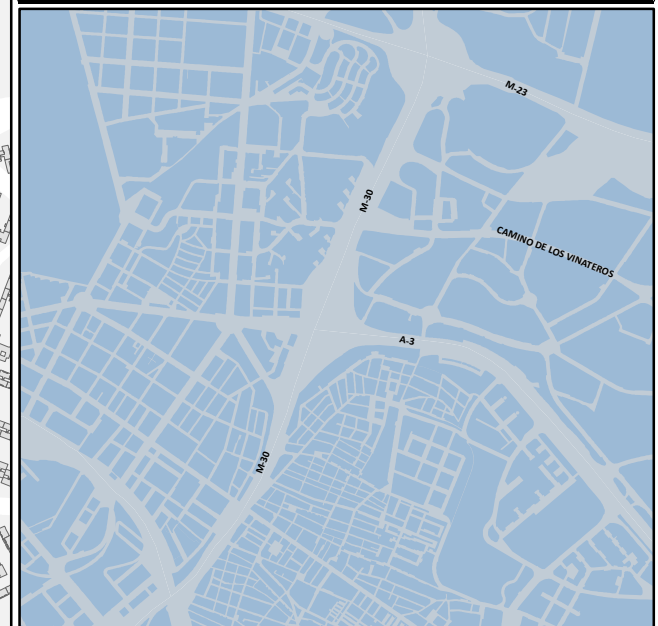 M-23
M-30
CAMINO DE LOS VINATEROS
A-3
M-30